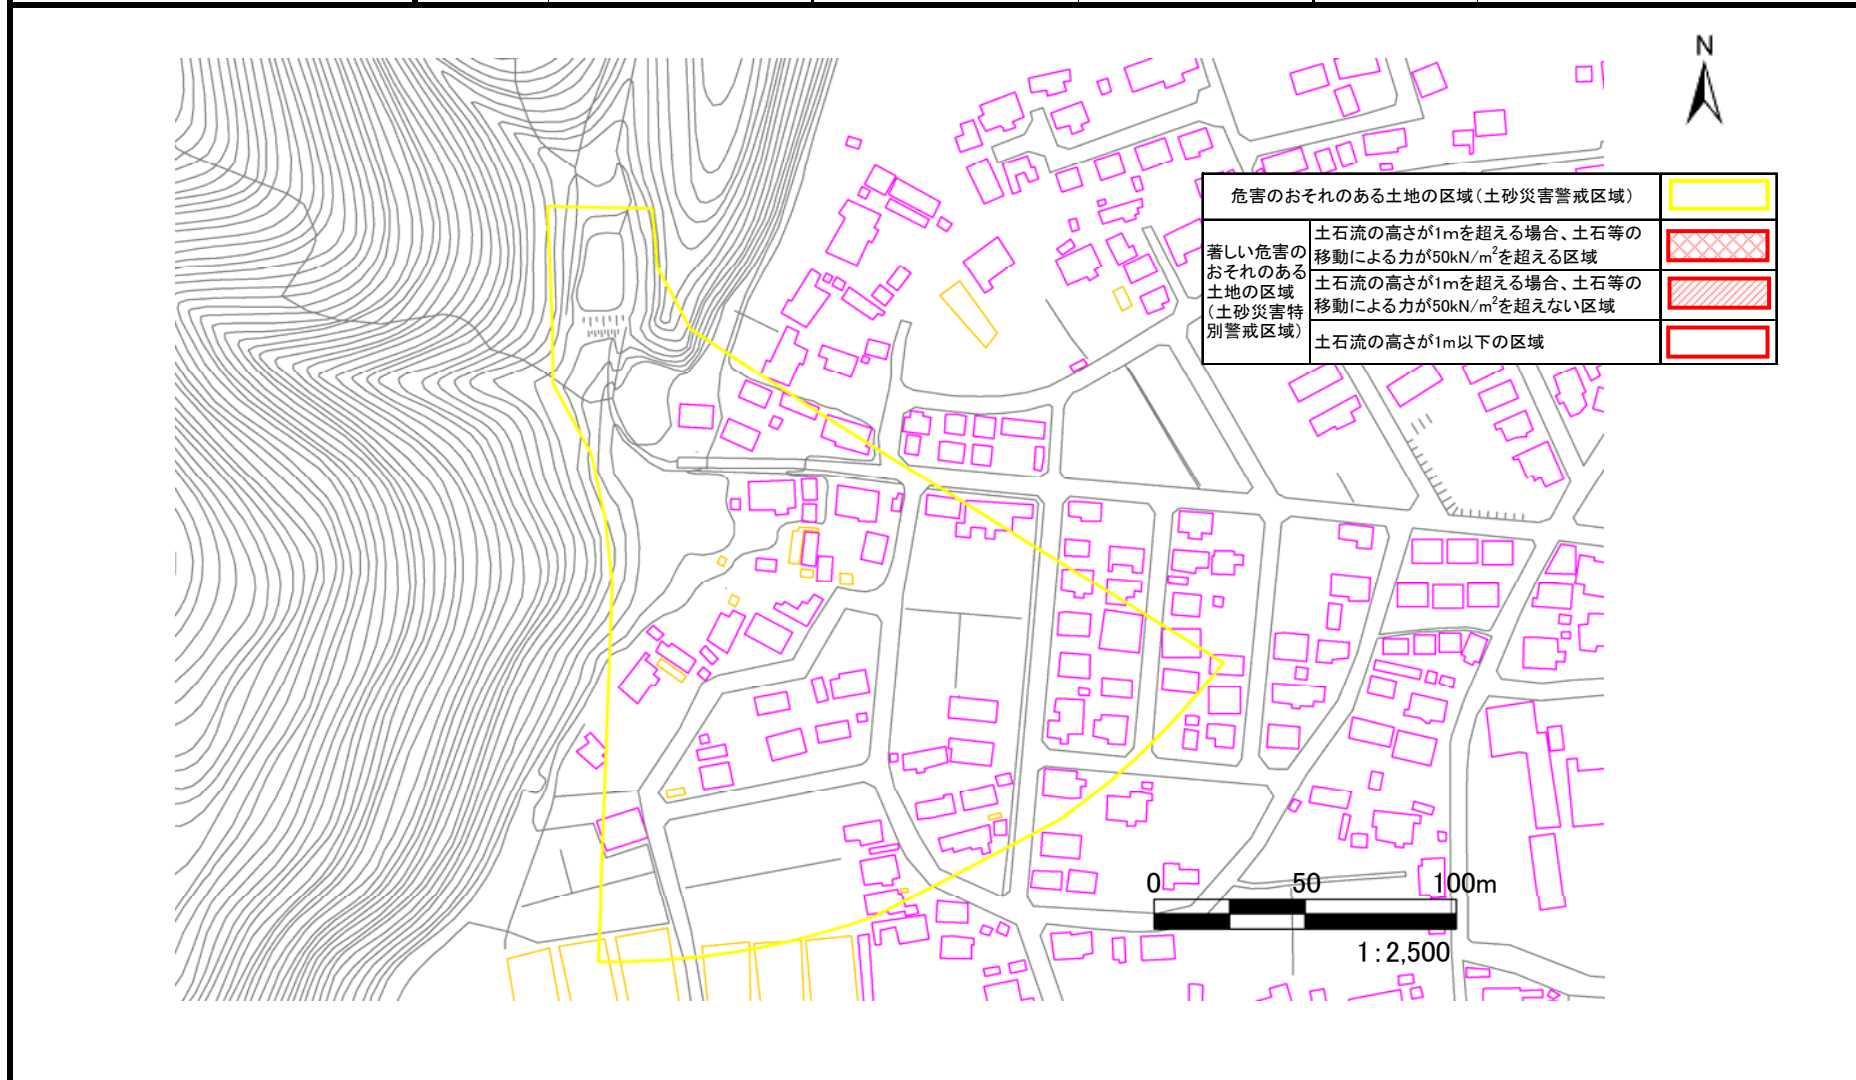 N
危害のおそれのある土地の区域(土砂災害警戒区域)
著しい危害の
おそれのある
土地の区域
(土砂災害特
別警戒区域)
土石流の高さが1mを超える場合、土石等の
移動による力が50kN/m²を超える区域
土石流の高さが1mを超える場合、土石等の
移動による力が50kN/m²を超えない区域
土石流の高さが1m以下の区域
0 50 100m
1:2,500